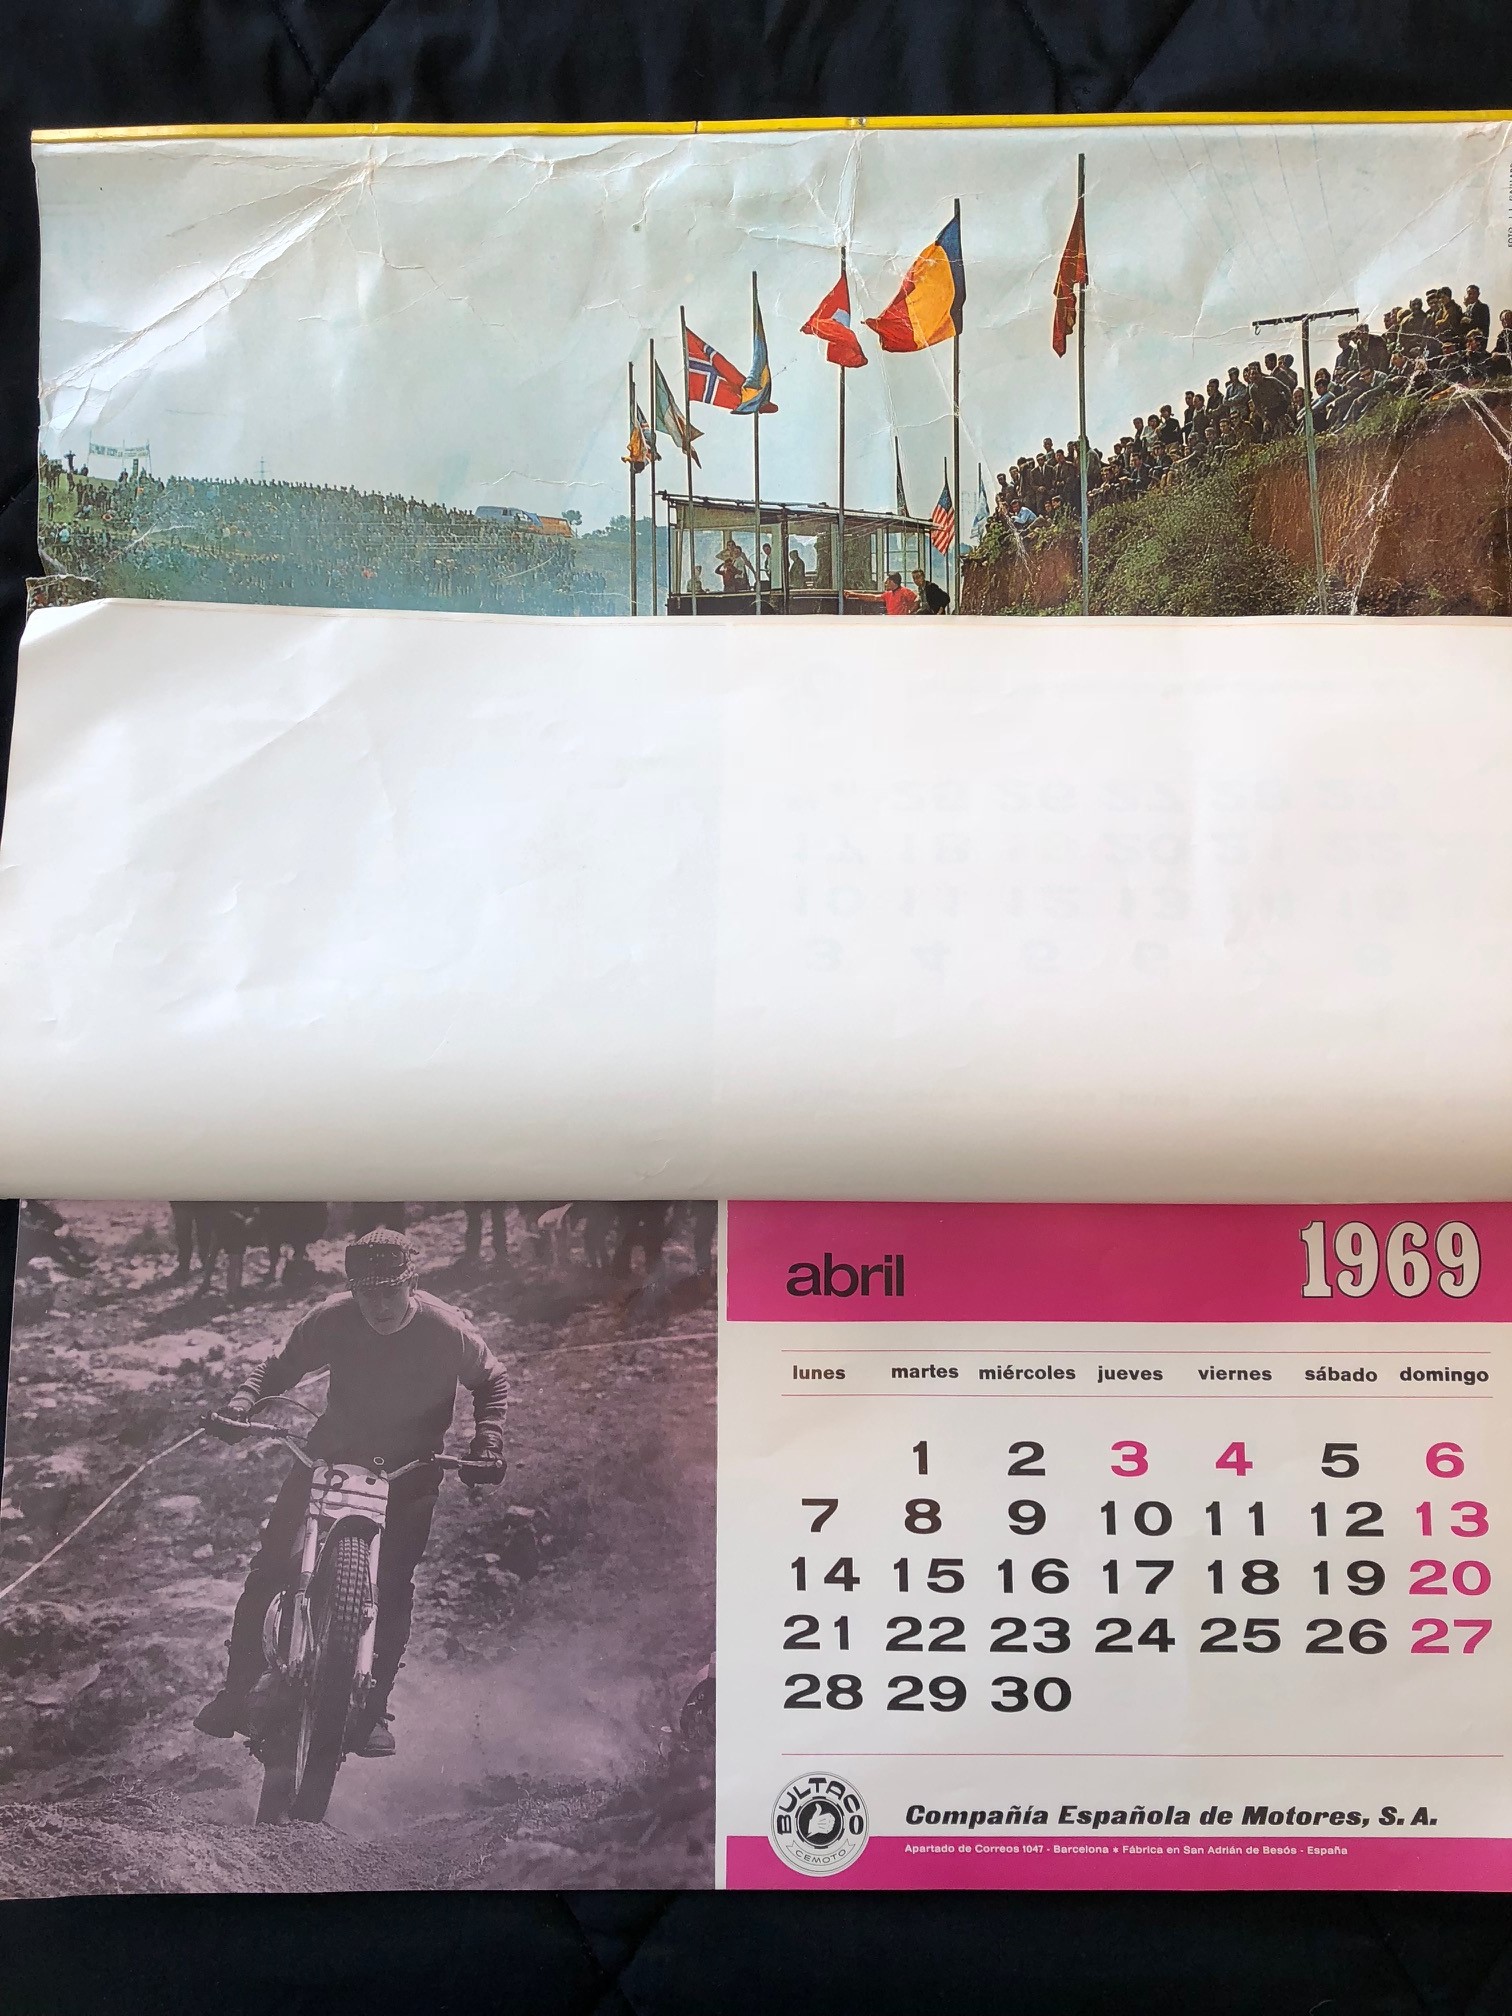 abril 1969
lunes martes miércoles jueves viernes sábado domingo
1 2 3 4 5 6
7 8 9 10 11 12 13
14 15 16 17 18 19 20
21 22 23 24 25 26 27
28 29 30
BULTACO
CEMOTO
Compañía Española de Motores, S. A.
Apartado de Correos 1047 - Barcelona * Fábrica en San Adrián de Besós - España